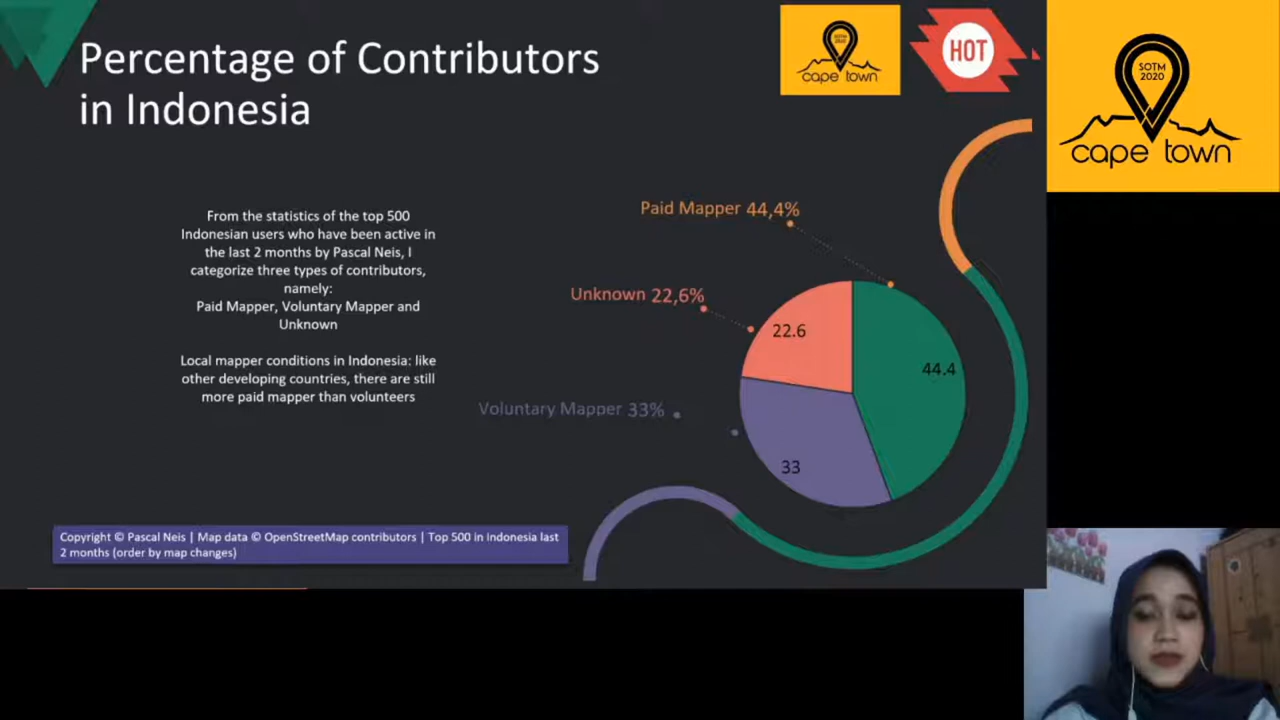 Percentage of Contributors
in Indonesia
SOTM
2020
cape town
HOT
SOTM
2020
cape town
From the statistics of the top 500
Indonesian users who have been active in
the last 2 months by Pascal Neis, I
categorize three types of contributors,
namely:
Paid Mapper, Voluntary Mapper and
Unknown
Local mapper conditions in Indonesia: like
other developing countries, there are still
more paid mapper than volunteers
Paid Mapper 44,4%
Unknown 22,6%
Voluntary Mapper 33%
22.6
44.4
33
Copyright © Pascal Neis | Map data © OpenStreetMap contributors | Top 500 in Indonesia last
2 months (order by map changes)